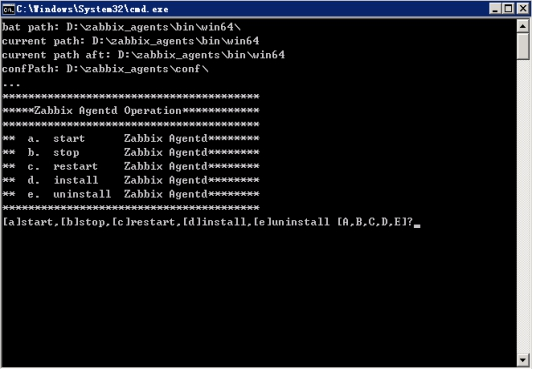 C:\Windows\System32\cmd.exe
bat path: D:\zabbix_agents\bin\win64\
current path: D:\zabbix_agents\bin\win64
current path aft: D:\zabbix_agents\bin\win64
confPath: D:\zabbix_agents\conf\
...
****************************************
*****Zabbix Agentd Operation************
****************************************
**  a.  start      Zabbix Agentd********
**  b.  stop       Zabbix Agentd********
**  c.  restart    Zabbix Agentd********
**  d.  install    Zabbix Agentd********
**  e.  uninstall  Zabbix Agentd********
****************************************
[a]start,[b]stop,[c]restart,[d]install,[e]uninstall [A,B,C,D,E]?_